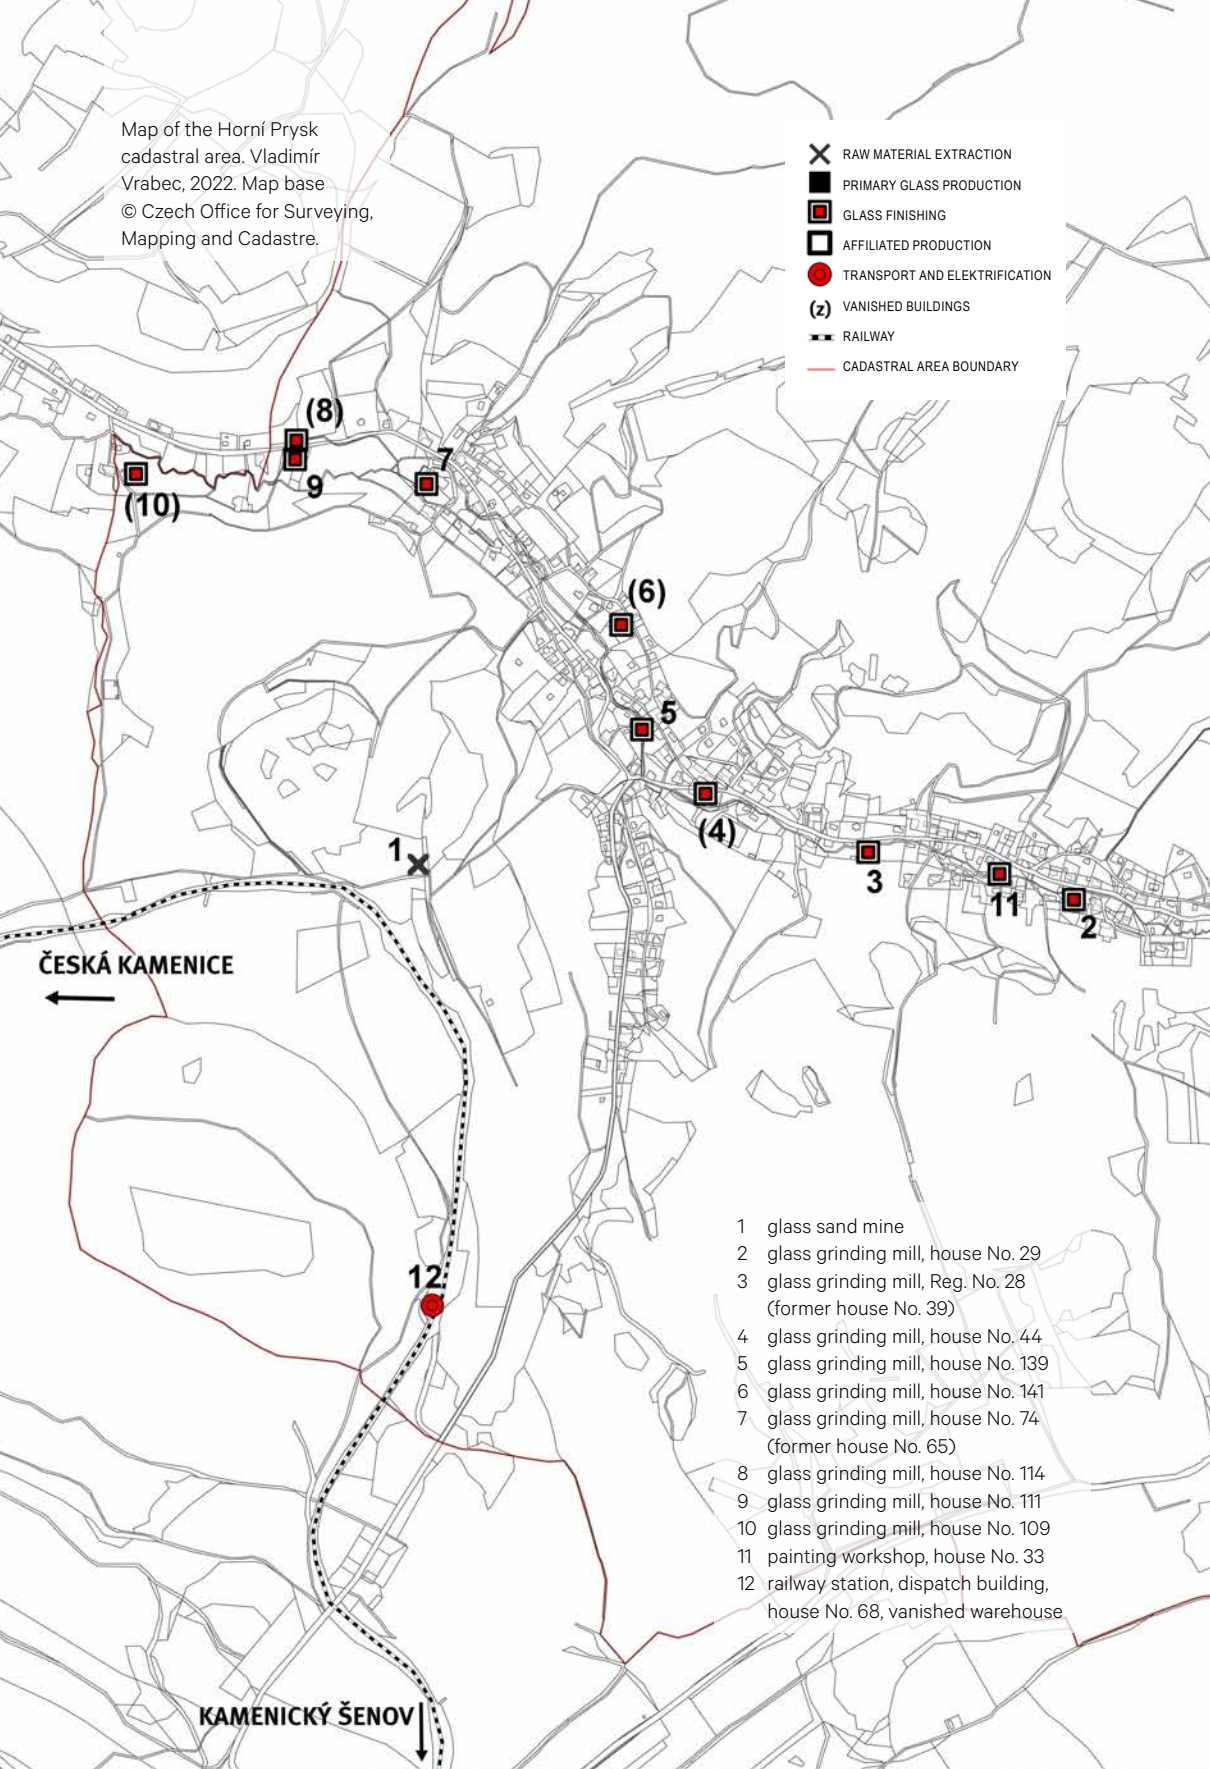 Map of the Horní Prysk
cadastral area. Vladimír
Vrabec, 2022. Map base
© Czech Office for Surveying,
Mapping and Cadastre.
RAW MATERIAL EXTRACTION
PRIMARY GLASS PRODUCTION
GLASS FINISHING
AFFILIATED PRODUCTION
TRANSPORT AND ELEKTRIFICATION
(z) VANISHED BUILDINGS
RAILWAY
CADASTRAL AREA BOUNDARY
(8)
7
9
(10)
(6)
5
(4)
1
3
11
2
ČESKÁ KAMENICE
12
1 glass sand mine
2 glass grinding mill, house No. 29
3 glass grinding mill, Reg. No. 28
(former house No. 39)
4 glass grinding mill, house No. 44
5 glass grinding mill, house No. 139
6 glass grinding mill, house No. 141
7 glass grinding mill, house No. 74
(former house No. 65)
8 glass grinding mill, house No. 114
9 glass grinding mill, house No. 111
10 glass grinding mill, house No. 109
11 painting workshop, house No. 33
12 railway station, dispatch building,
house No. 68, vanished warehouse
KAMENICKÝ ŠENOV